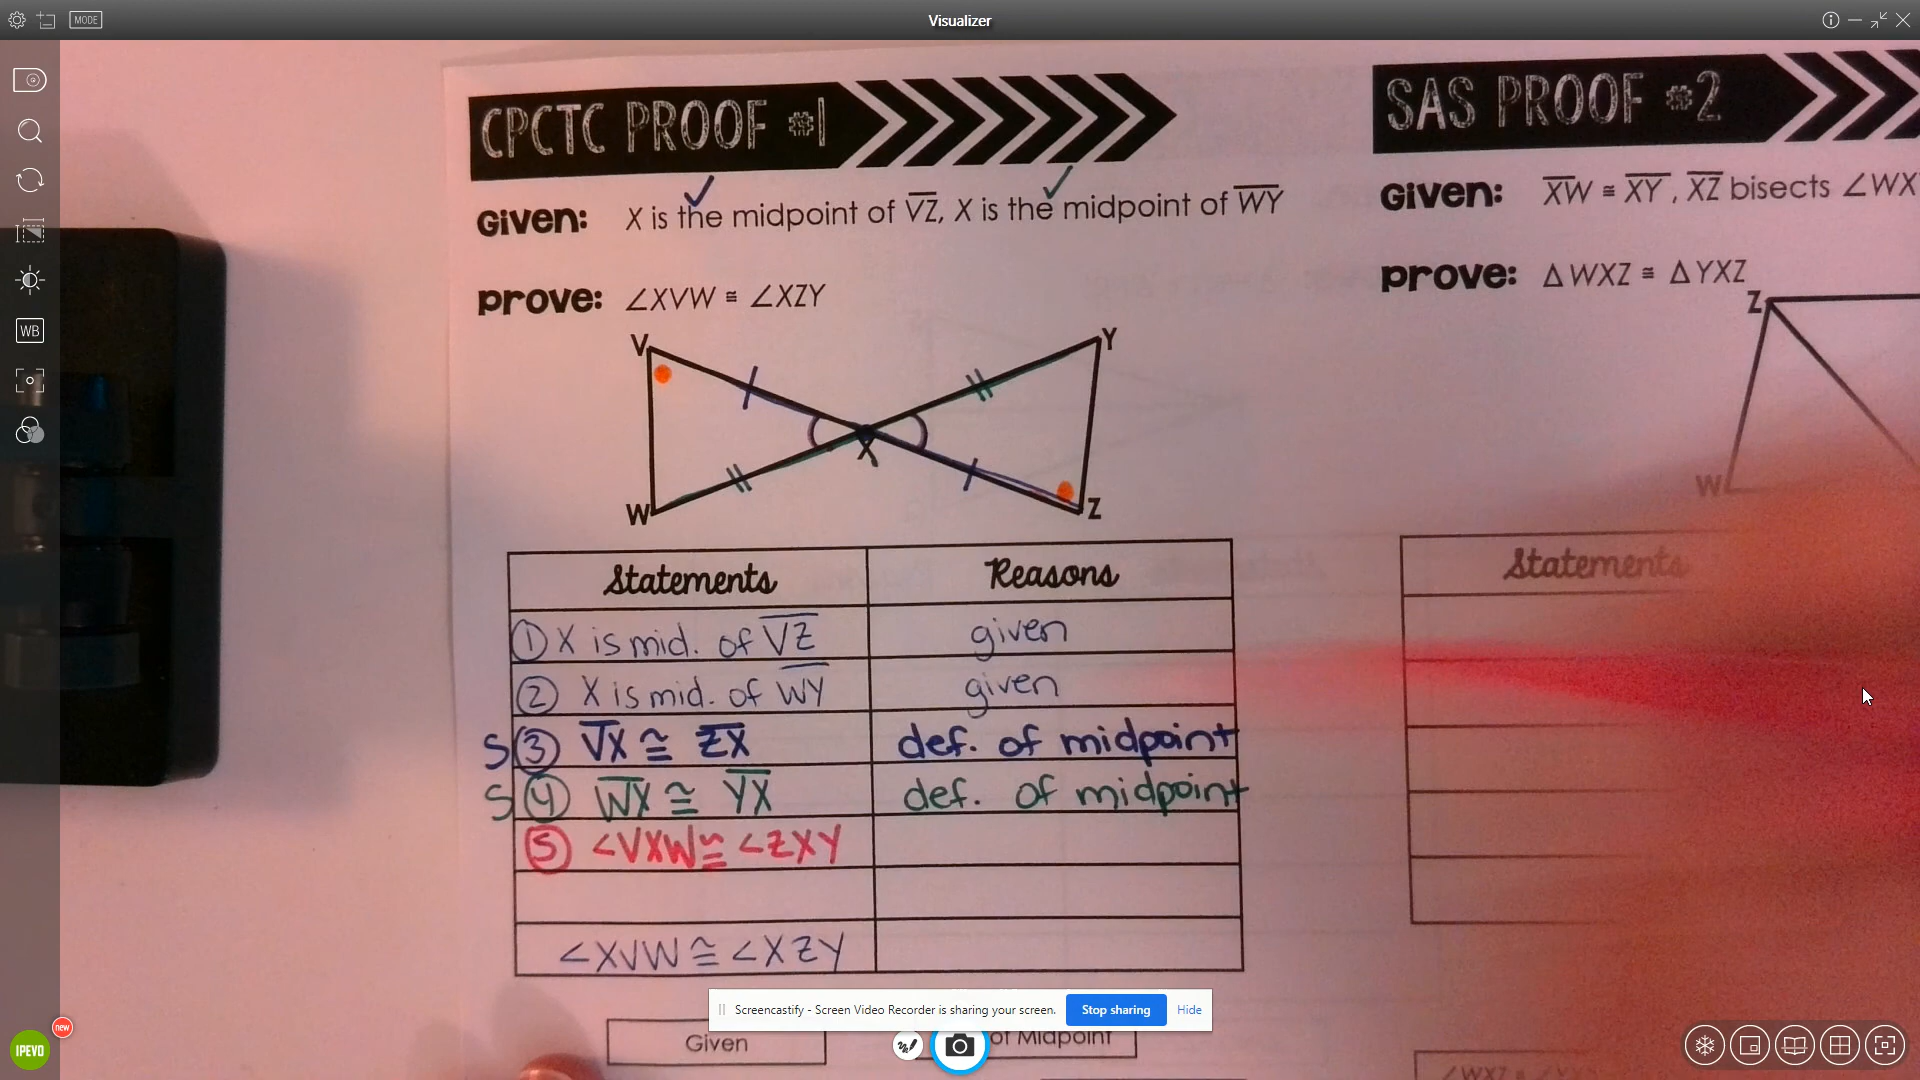 MODE
Visualizer
CPCTC PROOF #1
Given: X is the midpoint of VZ, X is the midpoint of WY
prove: ∠XVW ≅ ∠XZY
V
Y
X
W
Z
Statements
Reasons
① X is mid. of VZ
given
② X is mid. of WY
given
S ③ VX ≅ ZX
def. of midpoint
S ④ WX ≅ YX
def. of midpoint
⑤ ∠VXW ≅ ∠ZXY
∠XVW ≅ ∠XZY
Given
of Midpoint
SAS PROOF #2
Given: XW ≅ XY, XZ bisects ∠WX
prove: ΔWXZ ≅ ΔYXZ
Z
W
Statements
WB
Screencastify - Screen Video Recorder is sharing your screen.
Stop sharing
Hide
new
IPEVO